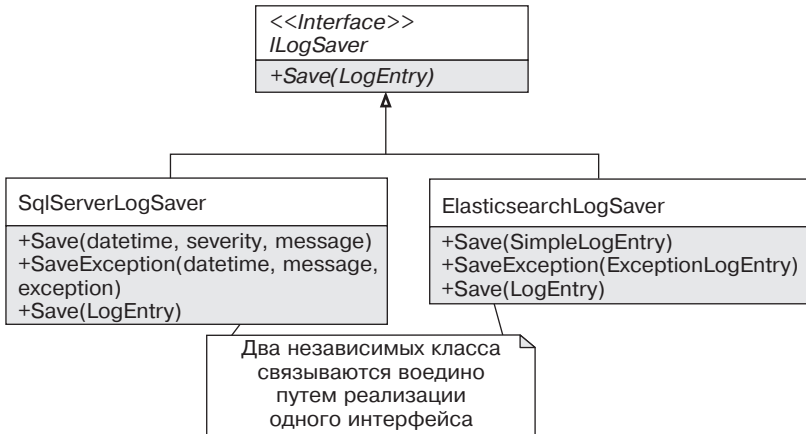 <<Interface>>
ILogSaver
+Save(LogEntry)
SqlServerLogSaver
+Save(datetime, severity, message)
+SaveException(datetime, message,
exception)
+Save(LogEntry)
ElasticsearchLogSaver
+Save(SimpleLogEntry)
+SaveException(ExceptionLogEntry)
+Save(LogEntry)
Два независимых класса
связываются воедино
путем реализации
одного интерфейса